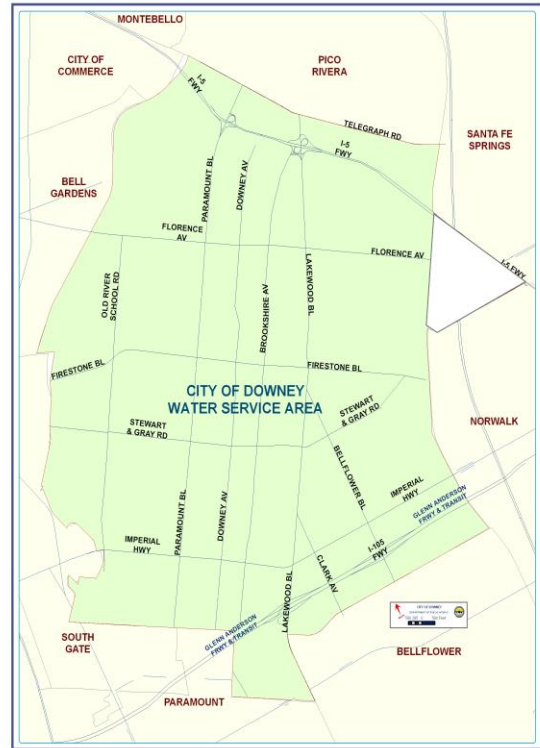 MONTEBELLO
CITY OF
COMMERCE
PICO
RIVERA
I-5
FWY
TELEGRAPH RD
I-5
FWY
SANTA FE
SPRINGS
BELL
GARDENS
PARAMOUNT BL
DOWNEY AV
FLORENCE
AV
FLORENCE AV
I-5 FWY
OLD RIVER
SCHOOL RD
LAKEWOOD BL
BROOKSHIRE AV
FIRESTONE BL
FIRESTONE BL
CITY OF DOWNEY
WATER SERVICE AREA
STEWART
& GRAY RD
STEWART
& GRAY RD
NORWALK
BELLFLOWER BL
PARAMOUNT BL
DOWNEY AV
IMPERIAL
HWY
GLENN ANDERSON
FRWY & TRANSIT
IMPERIAL
HWY
I-105
FWY
CLARK AV
LAKEWOOD BL
GLENN ANDERSON
FRWY & TRANSIT
CITY OF DOWNEY
SOUTH
GATE
BELLFLOWER
PARAMOUNT